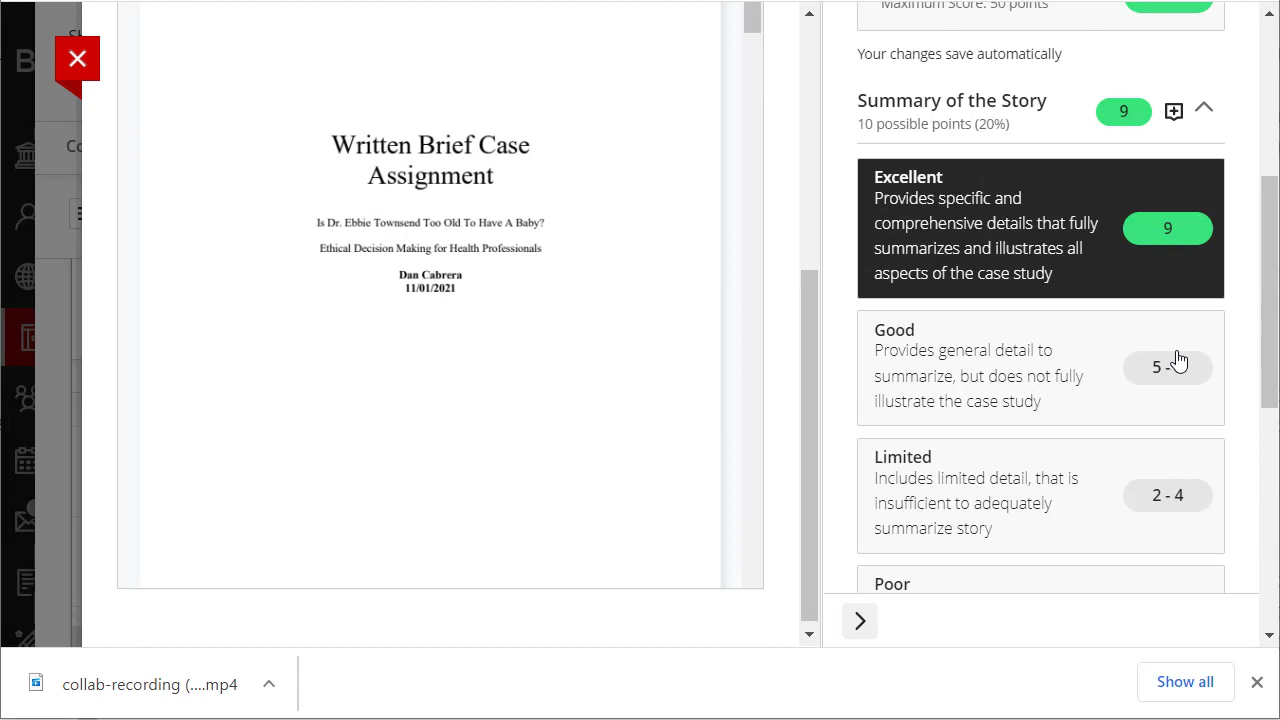 Maximum Score: 50 points
Your changes save automatically
Summary of the Story
10 possible points (20%)
9
Excellent
Provides specific and
comprehensive details that fully
summarizes and illustrates all
aspects of the case study
9
Good
Provides general detail to
summarize, but does not fully
illustrate the case study
5 -
Limited
Includes limited detail, that is
insufficient to adequately
summarize story
2 - 4
Poor
Written Brief Case
Assignment
Is Dr. Ebbie Townsend Too Old To Have A Baby?
Ethical Decision Making for Health Professionals
Dan Cabrera
11/01/2021
B
Co
collab-recording (....mp4
Show all